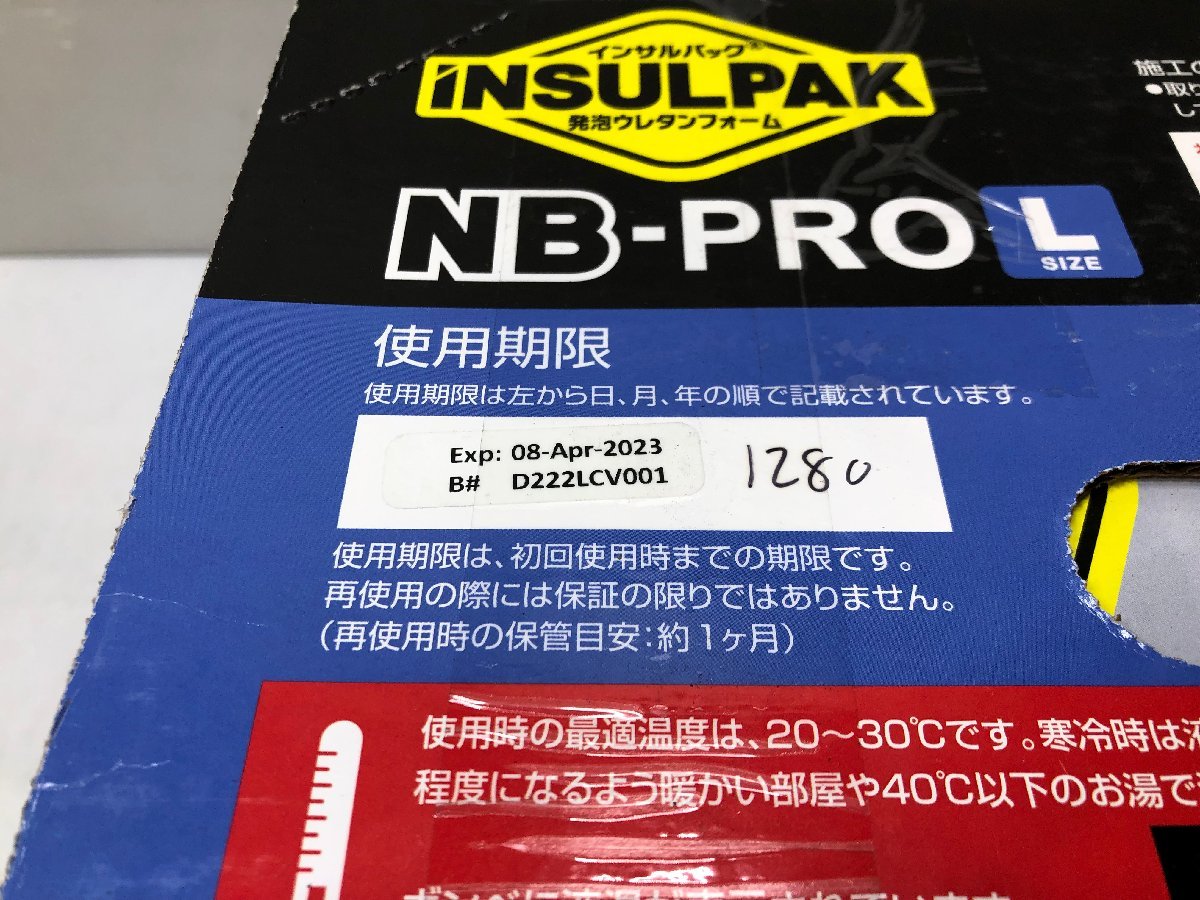 インサルパック®
INSULPAK
発泡ウレタンフォーム
NB-PRO L
SIZE
施工の
●取り
し
使用期限
使用期限は左から日、月、年の順で記載されています。
Exp: 08-Apr-2023
B# D222LCV001
1280
使用期限は、初回使用時までの期限です。
再使用の際には保証の限りではありません。
（再使用時の保管目安：約1ヶ月）
使用時の最適温度は、20～30℃です。寒冷時は液
程度になるよう暖かい部屋や40℃以下のお湯で